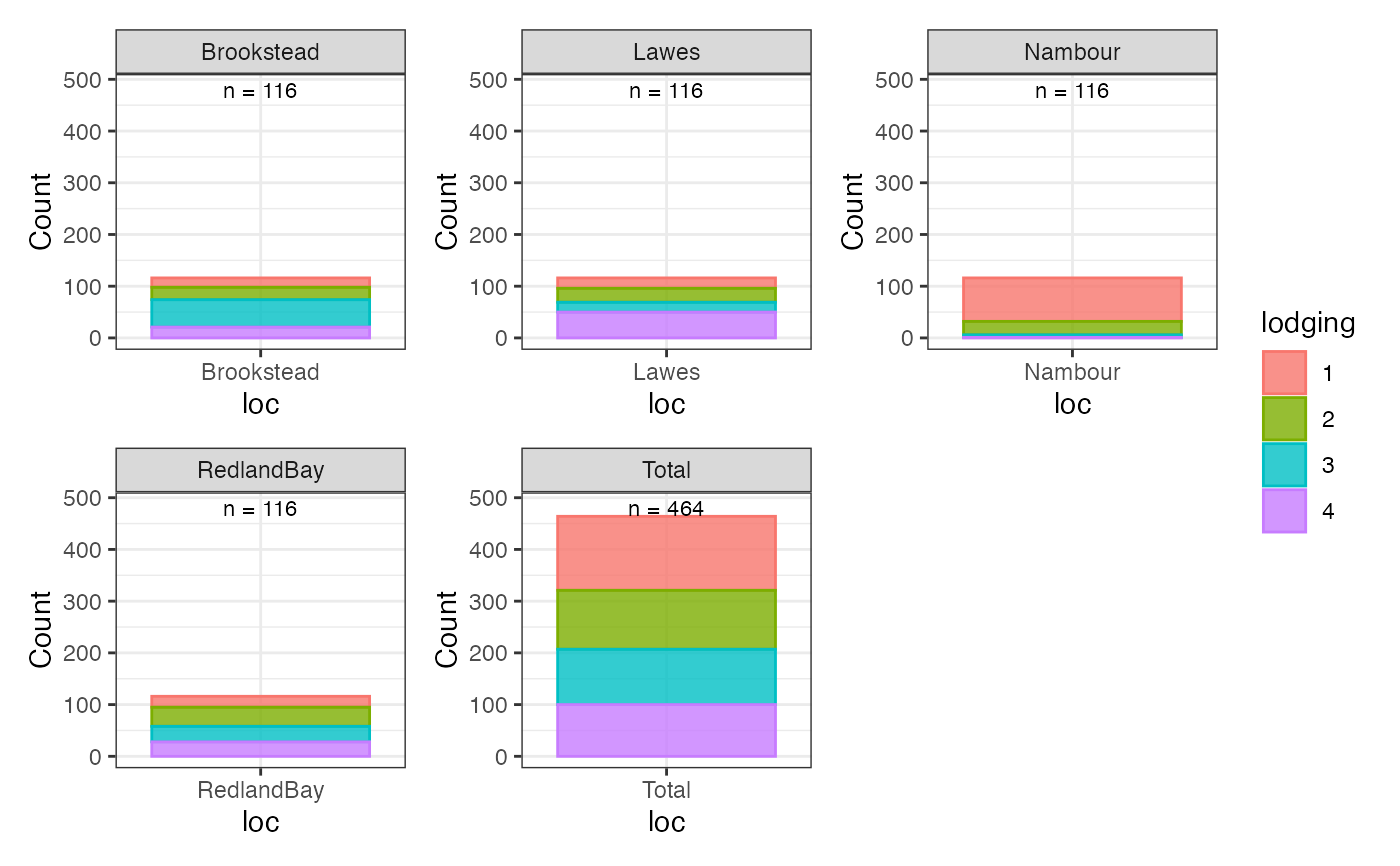 Brookstead
500
n = 116
400
300
200
100
0
Count
Brookstead
loc
Lawes
500
n = 116
400
300
200
100
0
Count
Lawes
loc
Nambour
500
n = 116
400
300
200
100
0
Count
Nambour
loc
RedlandBay
500
n = 116
400
300
200
100
0
Count
RedlandBay
loc
Total
500
n = 464
400
300
200
100
0
Count
Total
loc
lodging
1
2
3
4